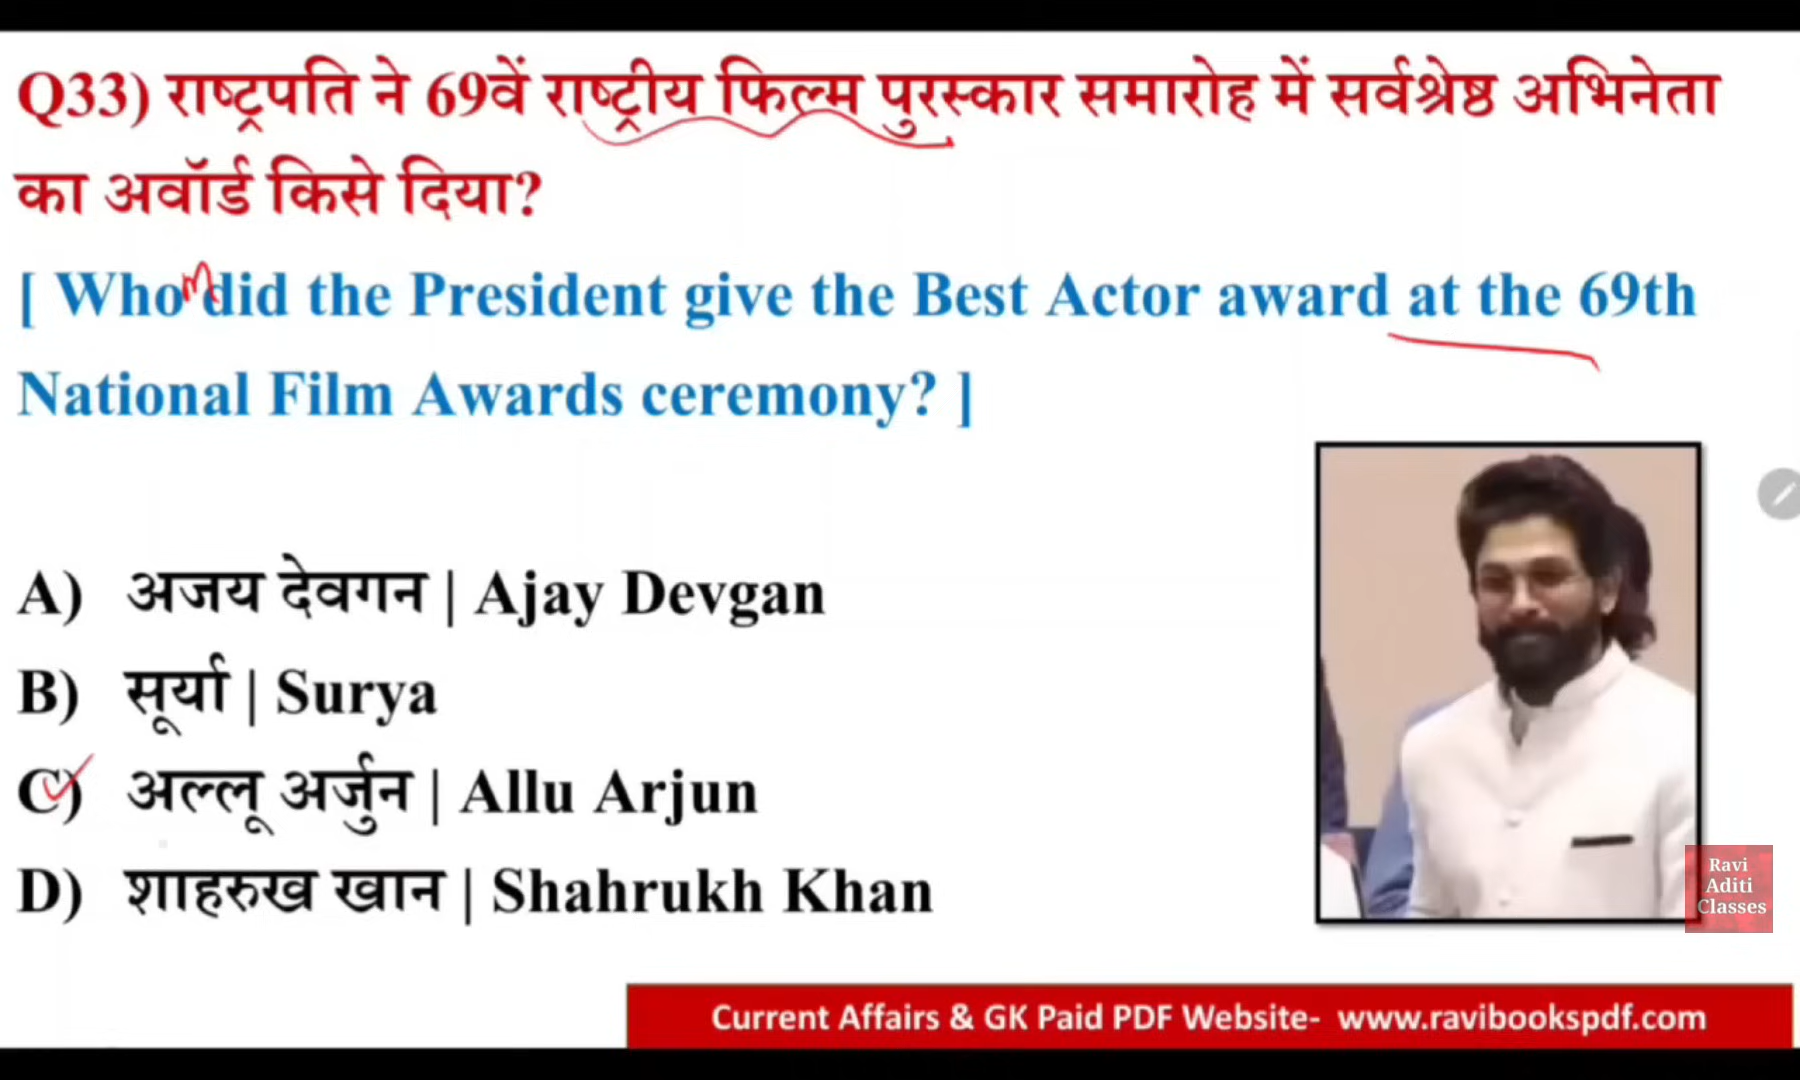 Q33) राष्ट्रपति ने 69वें राष्ट्रीय फिल्म पुरस्कार समारोह में सर्वश्रेष्ठ अभिनेता
का अवॉर्ड किसे दिया?
[ Whom did the President give the Best Actor award at the 69th
National Film Awards ceremony? ]
A) अजय देवगन | Ajay Devgan
B) सूर्या | Surya
C) अल्लू अर्जुन | Allu Arjun
D) शाहरुख खान | Shahrukh Khan
Ravi
Aditi
Classes
Current Affairs & GK Paid PDF Website- www.ravibookspdf.com